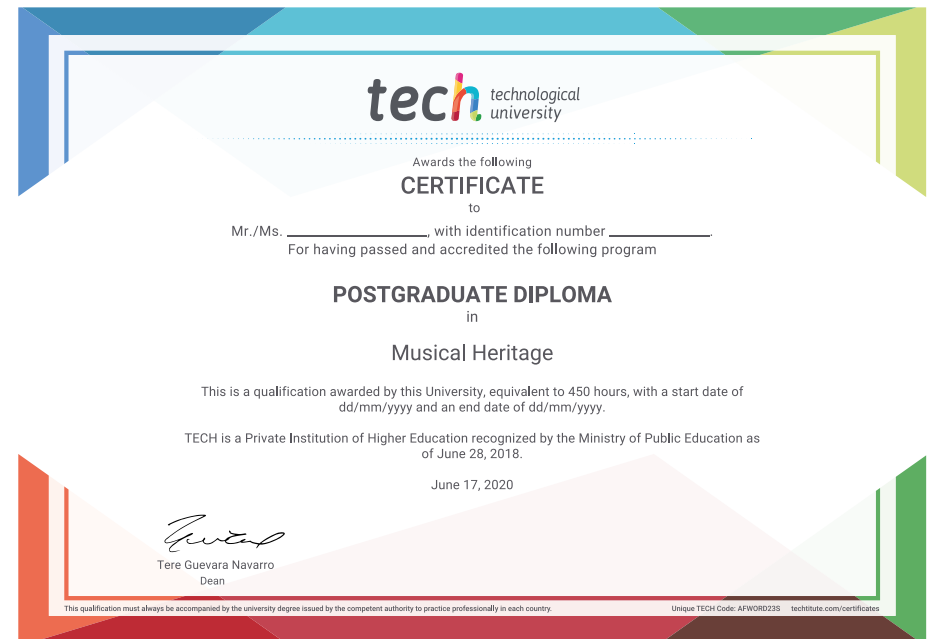 tech technological
university
Awards the following
CERTIFICATE
to
Mr./Ms. ____________, with identification number ____________.
For having passed and accredited the following program
POSTGRADUATE DIPLOMA
in
Musical Heritage
This is a qualification awarded by this University, equivalent to 450 hours, with a start date of
dd/mm/yyyy and an end date of dd/mm/yyyy.
TECH is a Private Institution of Higher Education recognized by the Ministry of Public Education as
of June 28, 2018.
June 17, 2020
Tere Guevara Navarro
Dean
This qualification must always be accompanied by the university degree issued by the competent authority to practice professionally in each country. Unique TECH Code: AFWORD23S techtitute.com/certificates